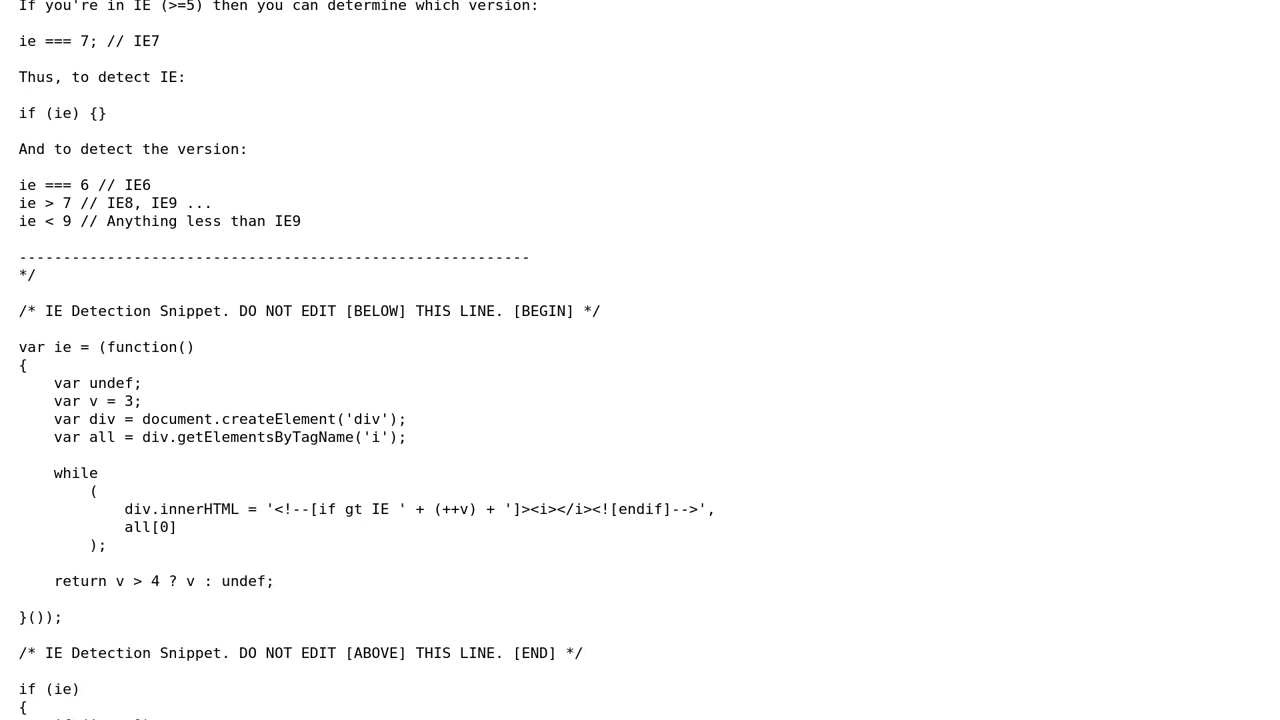 If you're in IE (>=5) then you can determine which version:
ie === 7; // IE7
Thus, to detect IE:
if (ie) {}
And to detect the version:
ie === 6 // IE6
ie > 7 // IE8, IE9 ...
ie < 9 // Anything less than IE9
----------------------------------------------------------
*/
/* IE Detection Snippet. DO NOT EDIT [BELOW] THIS LINE. [BEGIN] */
var ie = (function()
{
    var undef;
    var v = 3;
    var div = document.createElement('div');
    var all = div.getElementsByTagName('i');
    while
        (
            div.innerHTML = '<!--[if gt IE ' + (++v) + ']><i></i><![endif]-->',
            all[0]
        );
    return v > 4 ? v : undef;
}());
/* IE Detection Snippet. DO NOT EDIT [ABOVE] THIS LINE. [END] */
if (ie)
{